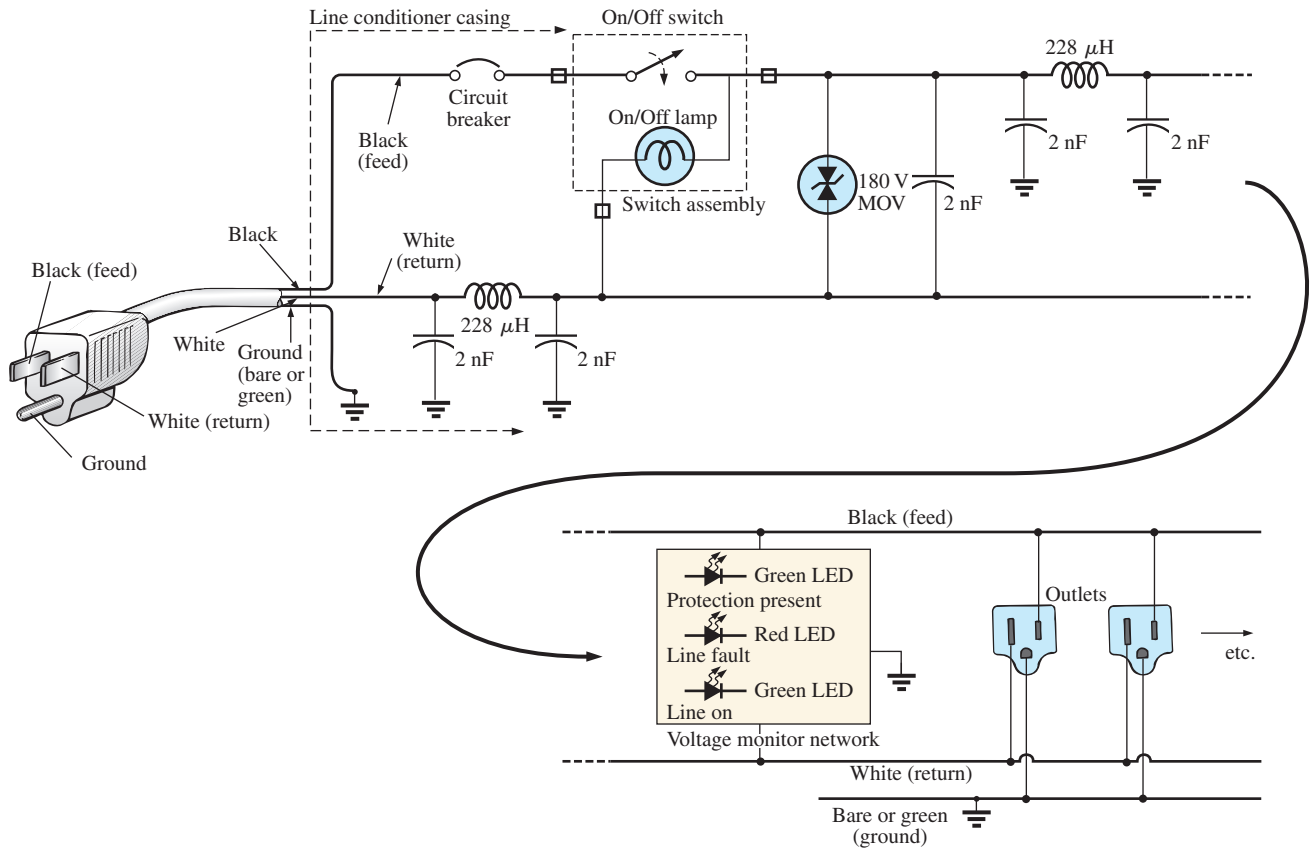 Line conditioner casing
On/Off switch
228 μH
Circuit
breaker
On/Off lamp
Black
(feed)
2 nF
2 nF
180 V
MOV
2 nF
Switch assembly
Black
White
(return)
Black (feed)
228 μH
White
Ground
(bare or
green)
2 nF
2 nF
White (return)
Ground
Black (feed)
Green LED
Protection present
Outlets
Red LED
Line fault
etc.
Green LED
Line on
Voltage monitor network
White (return)
Bare or green
(ground)